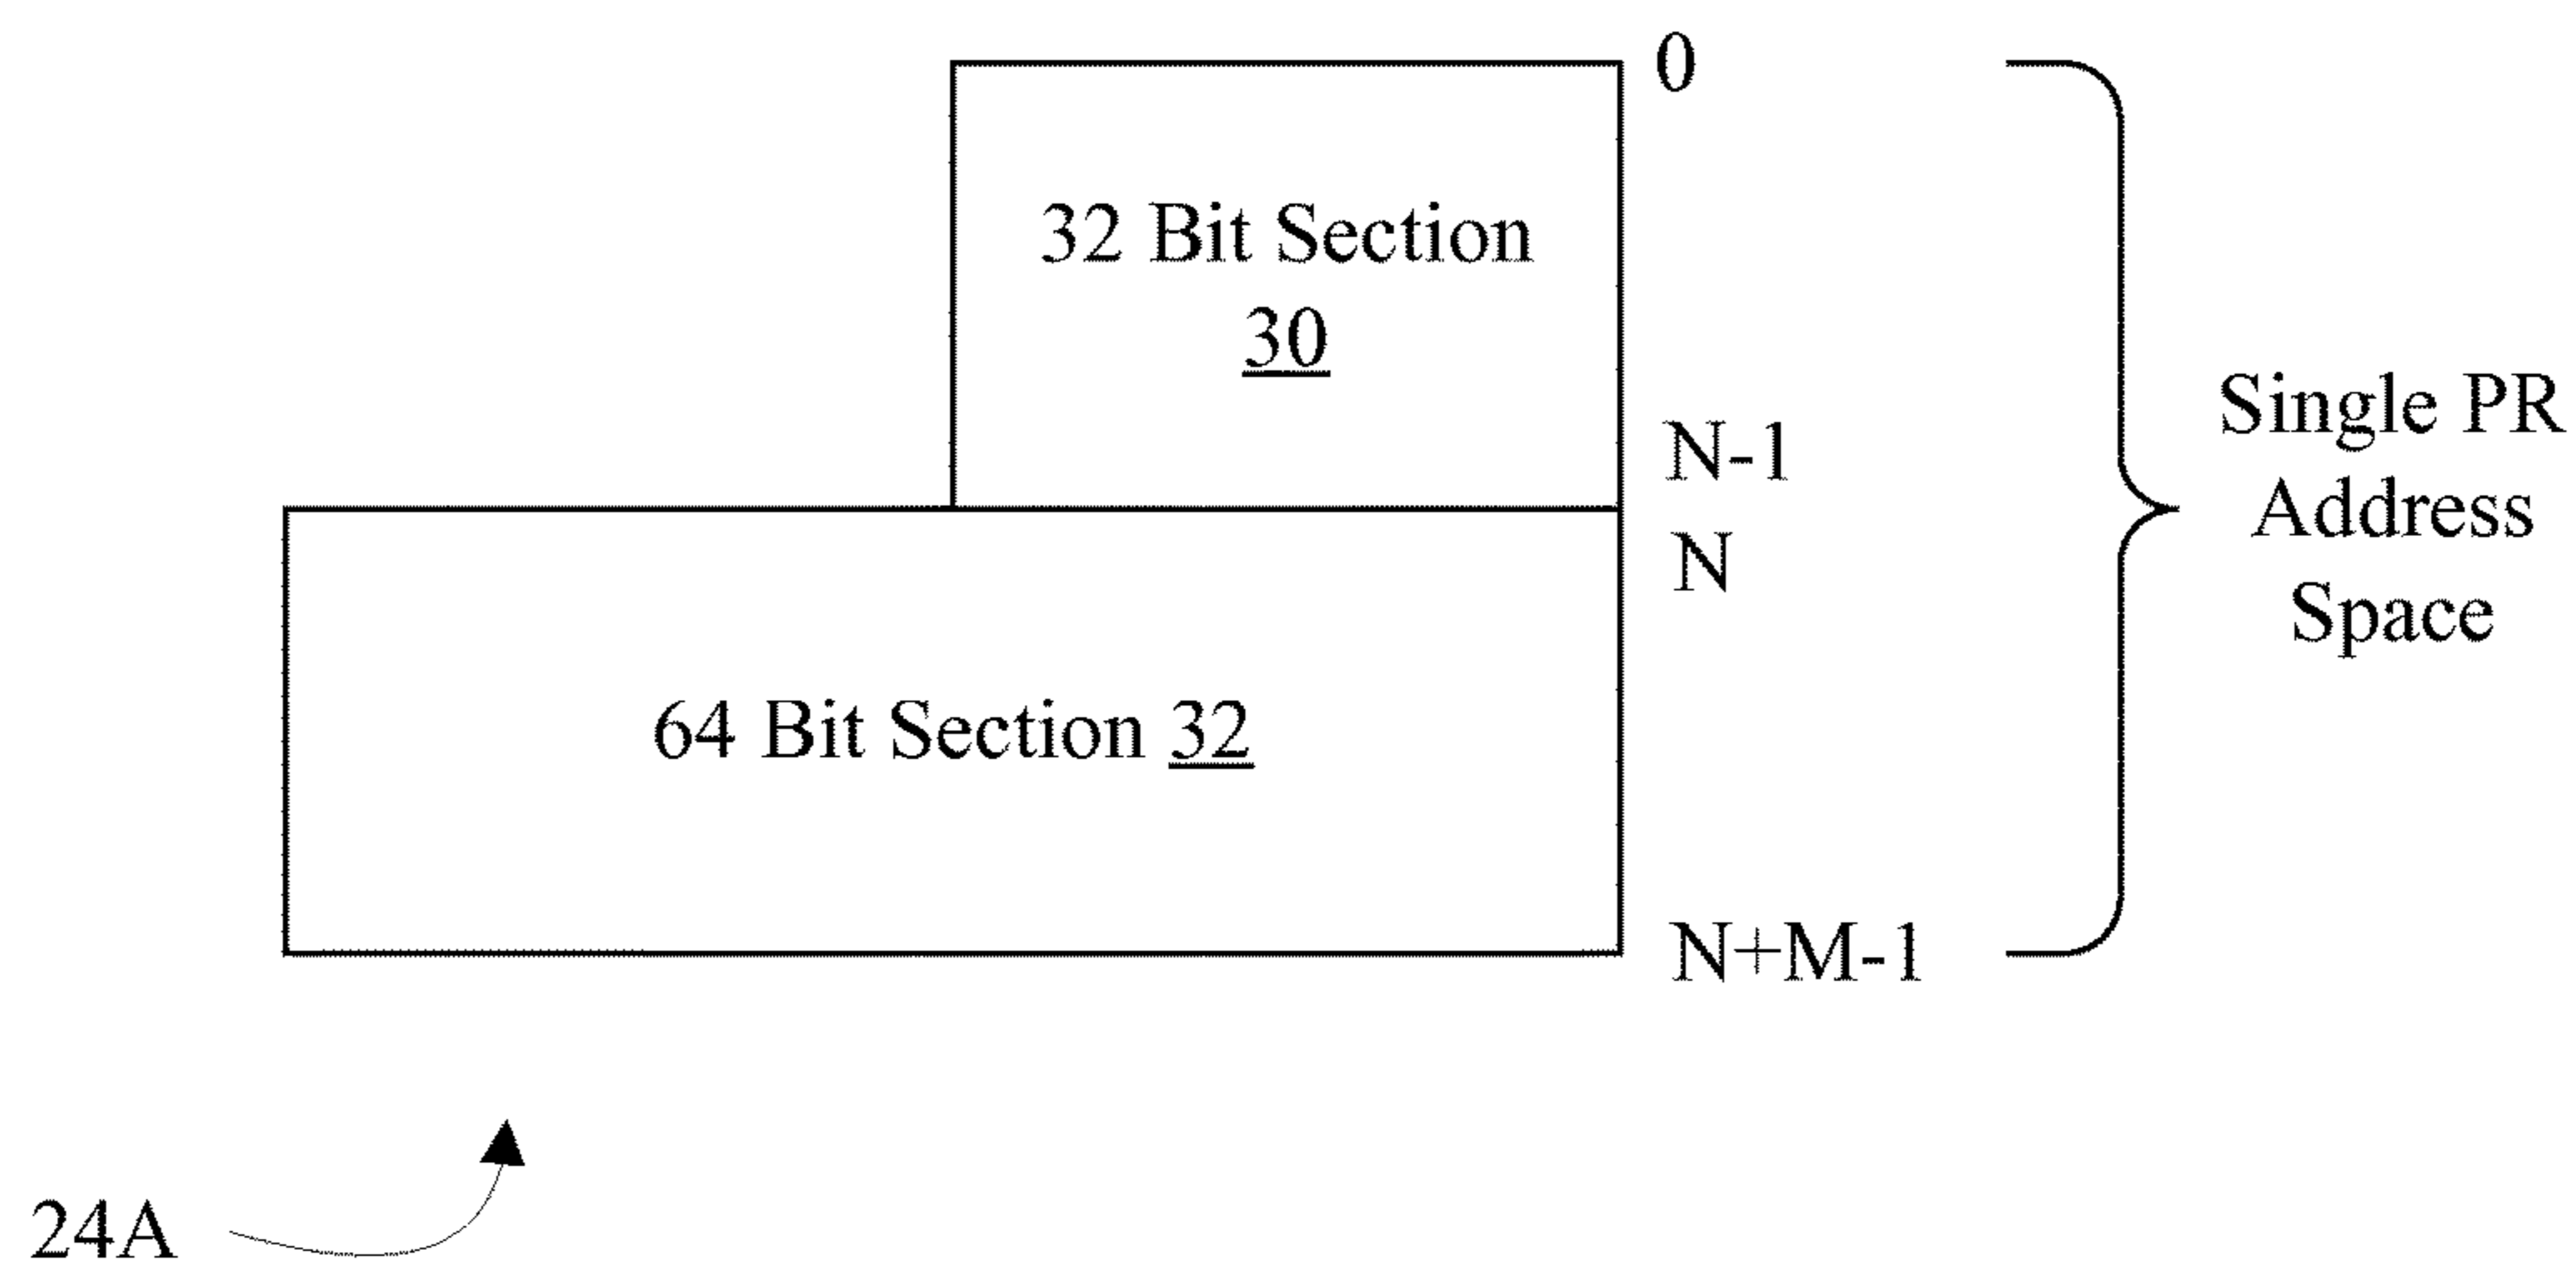 0
32 Bit Section
30
N-1
N
Single PR
Address
Space
64 Bit Section 32
N+M-1
24A